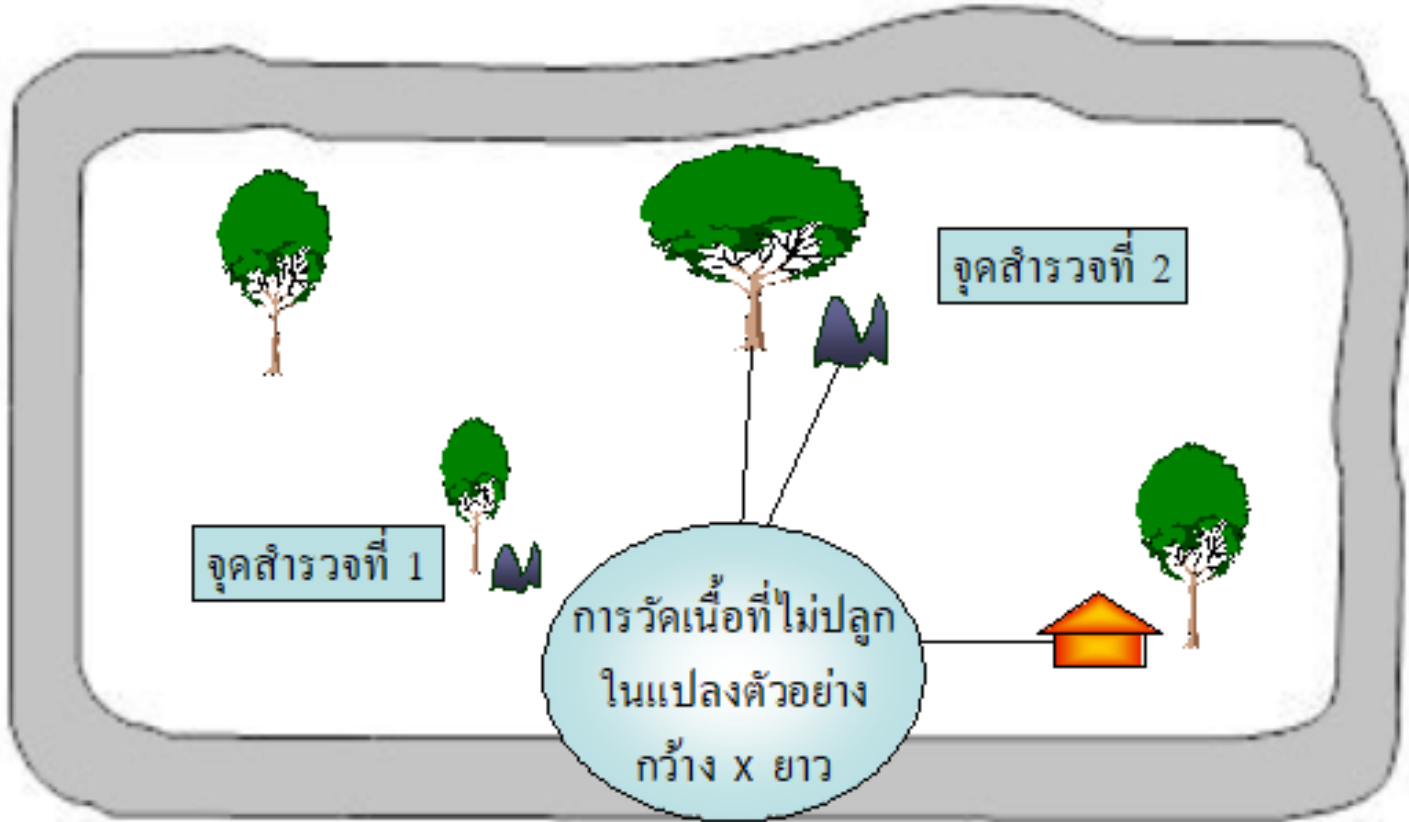 จุดสำรวจที่ 2
จุดสำรวจที่ 1
การวัดเนื้อที่ไม่ปลูก
ในแปลงตัวอย่าง
กว้าง x ยาว